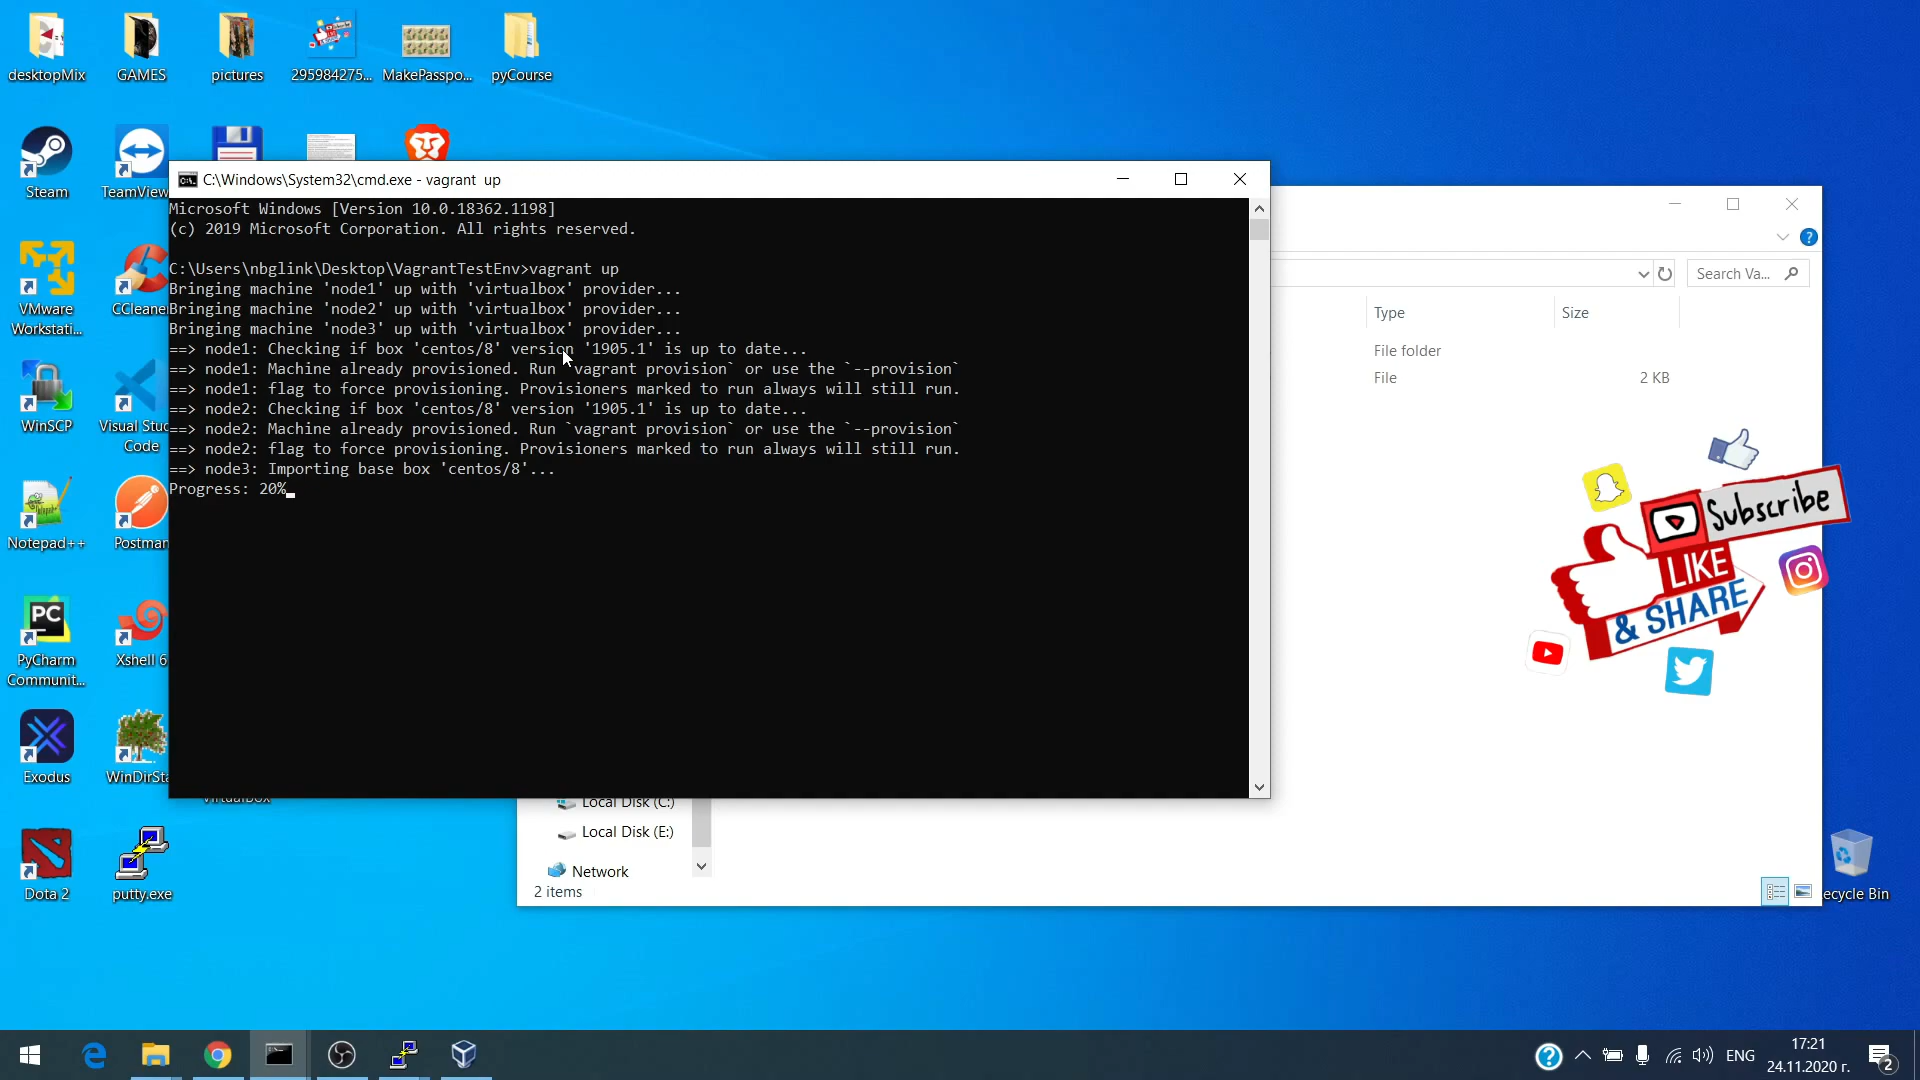 desktopMix
GAMES
pictures
295984275...
MakePasspo...
pyCourse
Steam
TeamView
C:\Windows\System32\cmd.exe - vagrant  up
Microsoft Windows [Version 10.0.18362.1198]
(c) 2019 Microsoft Corporation. All rights reserved.
C:\Users\nbglink\Desktop\VagrantTestEnv>vagrant up
Bringing machine 'node1' up with 'virtualbox' provider...
Bringing machine 'node2' up with 'virtualbox' provider...
Bringing machine 'node3' up with 'virtualbox' provider...
==> node1: Checking if box 'centos/8' version '1905.1' is up to date...
==> node1: Machine already provisioned. Run `vagrant provision` or use the `--provision`
==> node1: flag to force provisioning. Provisioners marked to run always will still run.
==> node2: Checking if box 'centos/8' version '1905.1' is up to date...
==> node2: Machine already provisioned. Run `vagrant provision` or use the `--provision`
==> node2: flag to force provisioning. Provisioners marked to run always will still run.
==> node3: Importing base box 'centos/8'...
Progress: 20%
Search Va...
Type
Size
File folder
File
2 KB
VMware
Workstati...
CCleane
WinSCP
Visual Stud
Code
Notepad++
Postman
PC
PyCharm
Communit...
Xshell 6
Exodus
WinDirSta
VirtualBox
Dota 2
putty.exe
Subscribe
LIKE
& SHARE
Local Disk (C:)
Local Disk (E:)
Network
2 items
ecycle Bin
ENG
17:21
24.11.2020 г.
2